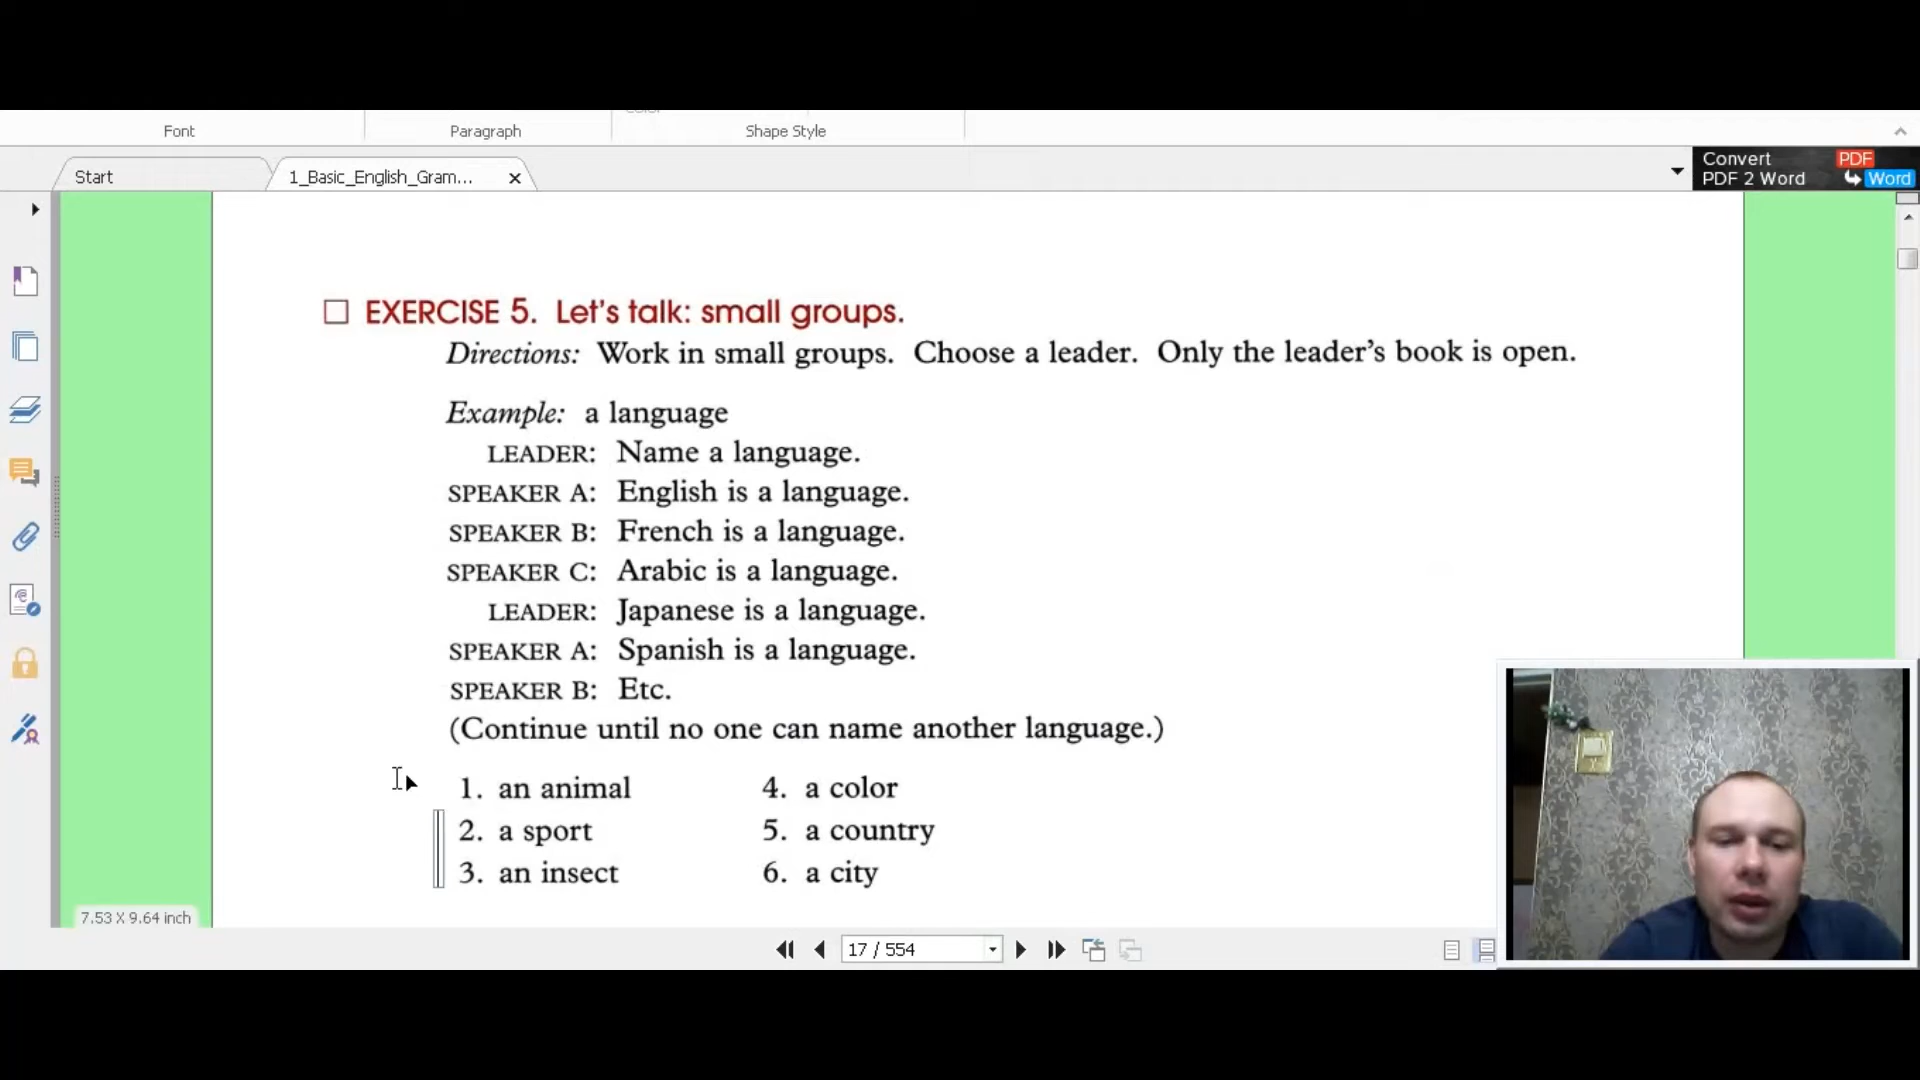 Font
Paragraph
Shape Style
Start
1_Basic_English_Gram...
Convert PDF
PDF 2 Word Word
EXERCISE 5. Let's talk: small groups.
Directions: Work in small groups. Choose a leader. Only the leader's book is open.
Example: a language
LEADER: Name a language.
SPEAKER A: English is a language.
SPEAKER B: French is a language.
SPEAKER C: Arabic is a language.
LEADER: Japanese is a language.
SPEAKER A: Spanish is a language.
SPEAKER B: Etc.
(Continue until no one can name another language.)
1. an animal
2. a sport
3. an insect
4. a color
5. a country
6. a city
7.53 X 9.64 inch
17 / 554